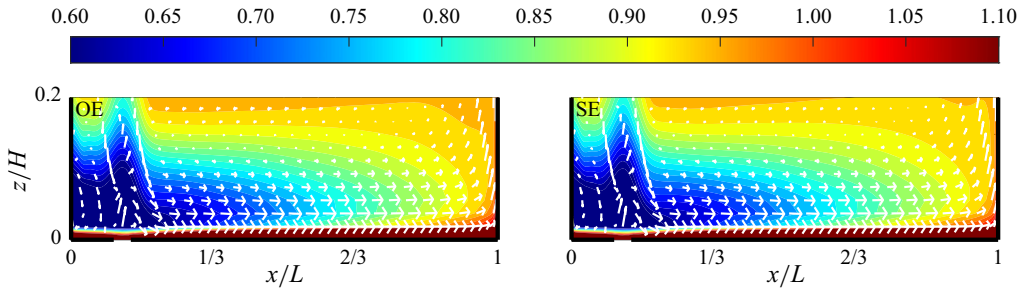 0.60 0.65 0.70 0.75 0.80 0.85 0.90 0.95 1.00 1.05 1.10
0.2 OE SE
z/H
0
0 1/3 2/3 1 0 1/3 2/3 1
x/L x/L